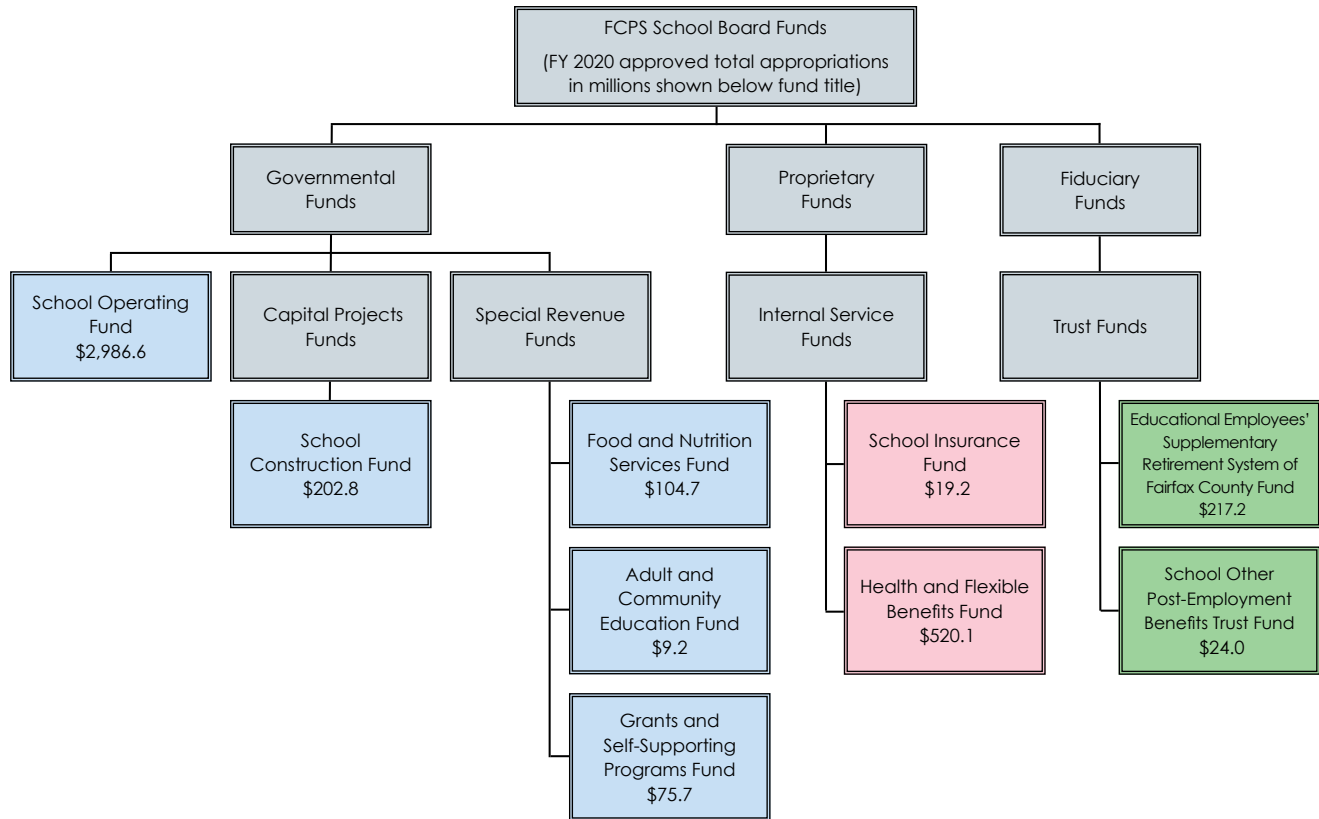 FCPS School Board Funds
(FY 2020 approved total appropriations
in millions shown below fund title)
Governmental
Funds
Proprietary
Funds
Fiduciary
Funds
School Operating
Fund
$2,986.6
Capital Projects
Funds
Special Revenue
Funds
Internal Service
Funds
Trust Funds
School
Construction Fund
$202.8
Food and Nutrition
Services Fund
$104.7
School Insurance
Fund
$19.2
Educational Employees’
Supplementary
Retirement System of
Fairfax County Fund
$217.2
Adult and
Community
Education Fund
$9.2
Health and Flexible
Benefits Fund
$520.1
School Other
Post-Employment
Benefits Trust Fund
$24.0
Grants and
Self-Supporting
Programs Fund
$75.7